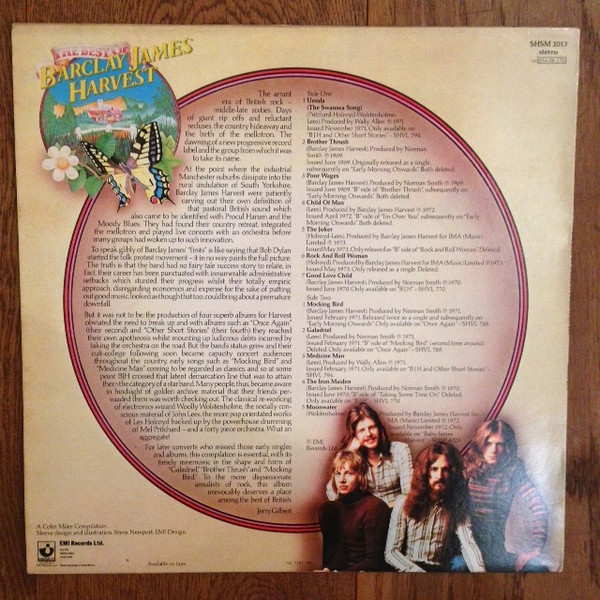 THE BEST OF
BARCLAY JAMES
HARVEST
SHSM 2013
stereo
The arrant
era of British rock –
middle-late sixties. Days
of giant rip offs and reluctant
reduses, the country hideaway and
the birth of the mellotron. The
dawning of a new progressive record
label and the group from which it was
to take its name.
At the point where the industrial
Manchester suburbs dissipate into the
rural undulation of South Yorkshire,
Barclay James Harvest were patiently
carving out their own definition of
that pastoral British sound which
also came to be identified with Procul Harum and the
Moody Blues. They had found their country retreat, integrated
the mellotron and played live concerts with an orchestra before
many groups had woken up to such innovation.
To speak glibly of Barclay James' "firsts" is like saying that Bob Dylan
started the folk protest movement – it in no way paints the full picture.
The truth is that the band had no fairy tale success story to relate, in
fact, their career has been punctuated with innumerable administrative
setbacks which stunted their progress whilst their totally empiric
approach, disregarding economics and expense for the sake of putting
out good music, looked as though that too, could bring about a premature
downfall.
But it was not to be; the production of four superb albums for Harvest
obviated the need to break up and with albums such as "Once Again"
(their second) and "Other Short Stories" (their fourth) they reached
their own apotheosis whilst mounting up ludicrous debts incurred by
taking the orchestra on the road. But the band's status grew and their
cult-college following soon became capacity concert audiences
throughout the country, early songs such as "Mocking Bird" and
"Medicine Man" coming to be regarded as classics, and so at some
point BJH crossed that latent demarcation line that was to attain
them the category of a star band. Many people, thus, became aware
in hindsight of golden archive material that their friends per-
suaded them was worth checking out. The classical re-working
of electronics wizard Woolly Wolstenholme, the socially con-
scious material of John Lees, the more pop orientated works
of Les Holroyd backed up by the powerhouse drumming
of Mel Pritchard – and a forty piece orchestra. What an
aggregate!
For later converts who missed those early singles
and albums, this compilation is essential, with its
timely mnemonic in the shape and form of
"Galadriel," "Brother Thrush" and "Mocking
Bird." To the more dispassionate
annalists of rock, this album
irrevocably deserves a place
among the best of British.
Jerry Gilbert
Side One
1 Ursula
(The Swansea Song)
(Pritchard-Holroyd-Wolstenholme-
Lees) Produced by Wally Allen. ℗ 1971
Issued November 1971. Only available on
"BJH and Other Short Stories" – SHVL 794.
2 Brother Thrush
(Barclay James Harvest) Produced by Norman
Smith ℗ 1969.
Issued June 1969. Originally released as a single
subsequently on "Early Morning Onwards" Both deleted.
3 Poor Wages
(Barclay James Harvest) Produced by Norman Smith ℗ 1969.
Issued June 1969. "B" side of "Brother Thrush" subsequently on
"Early Morning Onwards" Both deleted.
4 Child Of Man
(Lees) Produced by Barclay James Harvest ℗ 1972.
Issued April 1972. "B" side of "I'm Over You" subsequently on "Early
Morning Onwards" Both deleted.
5 The Joker
(Holroyd-Lees) Produced by Barclay James Harvest for IMA (Music)
Limited ℗ 1973.
Issued May 1973. Only released as "B" side of "Rock and Roll Woman" Deleted.
6 Rock And Roll Woman
(Holroyd) Produced by Barclay James Harvest for IMA (Music) Limited ℗ 1973
Issued May 1973. Only released as a single. Deleted.
7 Good Love Child
(Barclay James Harvest) Produced by Norman Smith ℗ 1970.
Issued June 1970. Only available on "BJH" – SHVL 770.
Side Two
1 Mocking Bird
(Barclay James Harvest) Produced by Norman Smith ℗ 1971.
Issued February 1971. Released twice as a single and subsequently on
"Early Morning Onwards" Only available on "Once Again" – SHVL 788.
2 Galadriel
(Lees) Produced by Norman Smith ℗ 1971.
Issued February 1971. "B" side of "Mocking Bird" (second time around)
Deleted. Only available on "Once Again" – SHVL 788.
3 Medicine Man
(Lees) Produced by Wally Allen ℗ 1971.
Issued February 1971. Only available on "BJH and Other Short Stories" –
SHVL 794.
4 The Iron Maiden
(Barclay James Harvest) Produced by Norman Smith ℗ 1970.
Issued June 1970. "B" side of "Taking Some Time On" Deleted.
Only available on "BJH" – SHVL 770
5 Moonwater
(Wolstenholme) Produced by Barclay James Harvest for
IMA (Music) Limited ℗ 1972.
Issued November 1972. Only
available on "Baby James
℗ EMI
Records Ltd.
A Colin Miles Compilation.
Sleeve design and illustration, Steve Newport, EMI Design.
EMI Records Ltd.
Available on tape